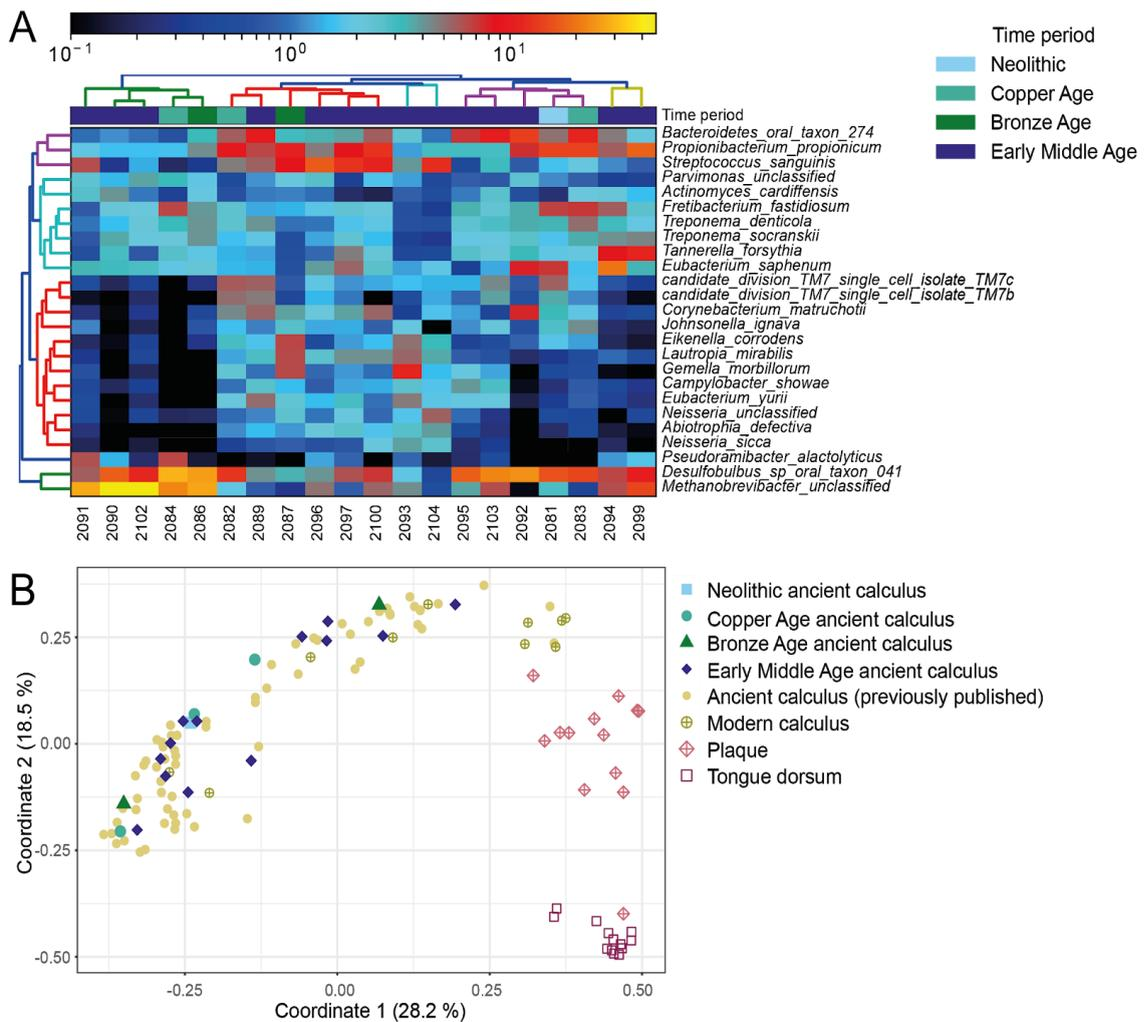 A
10⁻¹ 10⁰ 10¹
Time period
Neolithic
Copper Age
Bronze Age
Early Middle Age
Time period
Bacteroidetes_oral_taxon_274
Propionibacterium_propionicum
Streptococcus_sanguinis
Parvimonas_unclassified
Actinomyces_cardiffensis
Fretibacterium_fastidiosum
Treponema_denticola
Treponema_socranskii
Tannerella_forsythia
Eubacterium_saphenum
candidate_division_TM7_single_cell_isolate_TM7c
candidate_division_TM7_single_cell_isolate_TM7b
Corynebacterium_matruchotii
Johnsonella_ignava
Eikenella_corrodens
Lautropia_mirabilis
Gemella_morbillorum
Campylobacter_showae
Eubacterium_yurii
Neisseria_unclassified
Abiotrophia_defectiva
Neisseria_sicca
Pseudoramibacter_alactolyticus
Desulfobulbus_sp_oral_taxon_041
Methanobrevibacter_unclassified
2091 2090 2102 2084 2086 2082 2089 2087 2096 2097 2100 2093 2104 2095 2103 2092 2081 2083 2094 2099
B
Coordinate 2 (18.5 %)
0.25
0.00
-0.25
-0.50
-0.25 0.00 0.25 0.50
Coordinate 1 (28.2 %)
Neolithic ancient calculus
Copper Age ancient calculus
Bronze Age ancient calculus
Early Middle Age ancient calculus
Ancient calculus (previously published)
Modern calculus
Plaque
Tongue dorsum